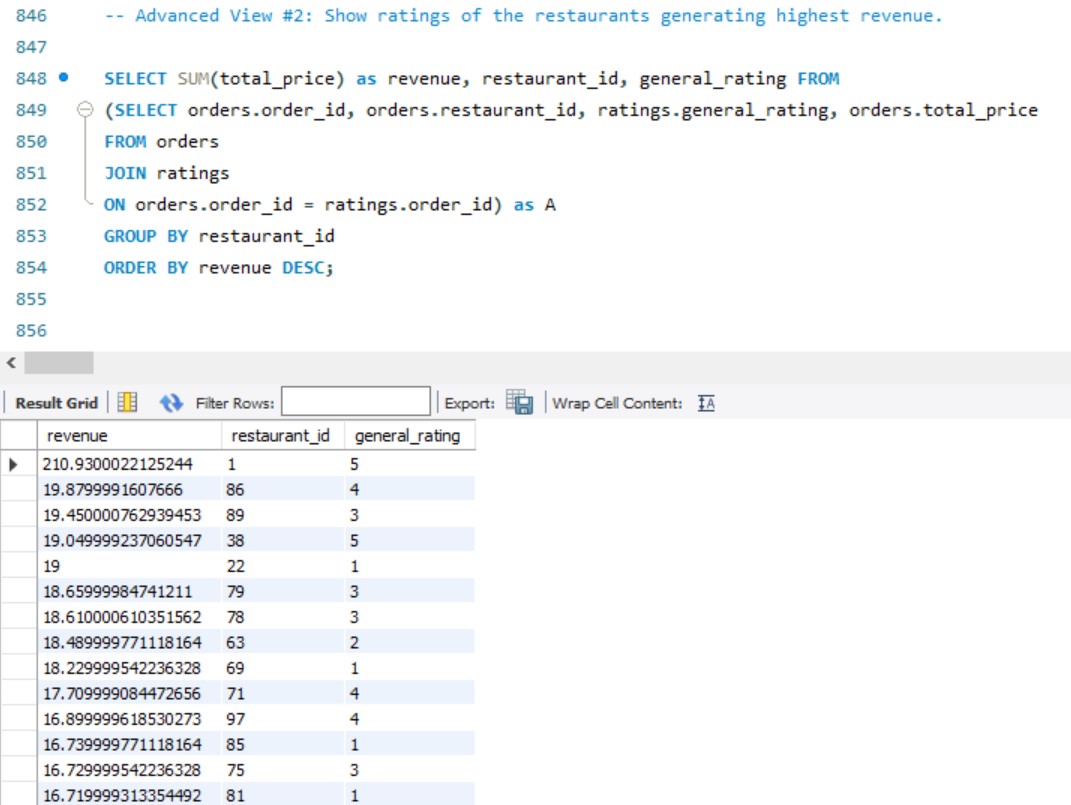 846 -- Advanced View #2: Show ratings of the restaurants generating highest revenue.
847
848 SELECT SUM(total_price) as revenue, restaurant_id, general_rating FROM
849 (SELECT orders.order_id, orders.restaurant_id, ratings.general_rating, orders.total_price
850 FROM orders
851 JOIN ratings
852 ON orders.order_id = ratings.order_id) as A
853 GROUP BY restaurant_id
854 ORDER BY revenue DESC;
855
856
Result Grid Filter Rows: Export: Wrap Cell Content: IA
revenue restaurant_id general_rating
210.9300022125244 1 5
19.8799991607666 86 4
19.450000762939453 89 3
19.049999237060547 38 5
19 22 1
18.65999984741211 79 3
18.610000610351562 78 3
18.489999771118164 63 2
18.229999542236328 69 1
17.709999084472656 71 4
16.899999618530273 97 4
16.739999771118164 85 1
16.729999542236328 75 3
16.719999313354492 81 1